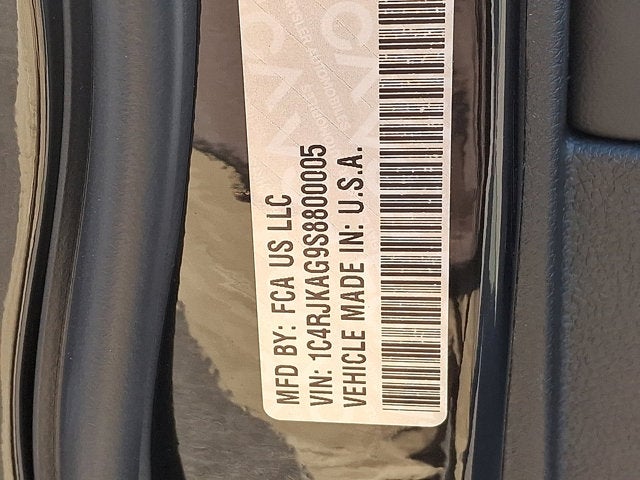 MFD BY: FCA US LLC
VIN: 1C4RJKAG9S8800005
VEHICLE MADE IN: U.S.A.